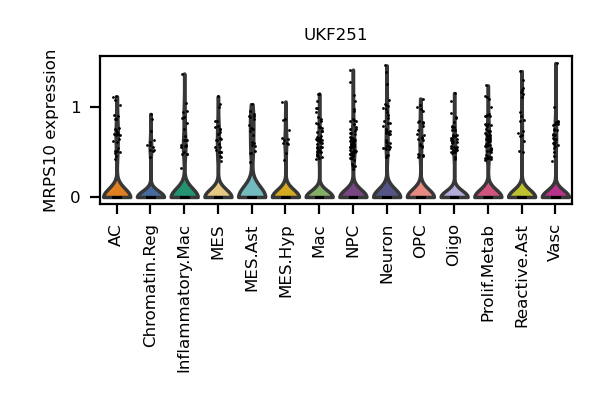 UKF251
MRPS10 expression
1
0
AC
Chromatin.Reg
Inflammatory.Mac
MES
MES.Ast
MES.Hyp
Mac
NPC
Neuron
OPC
Oligo
Prolif.Metab
Reactive.Ast
Vasc